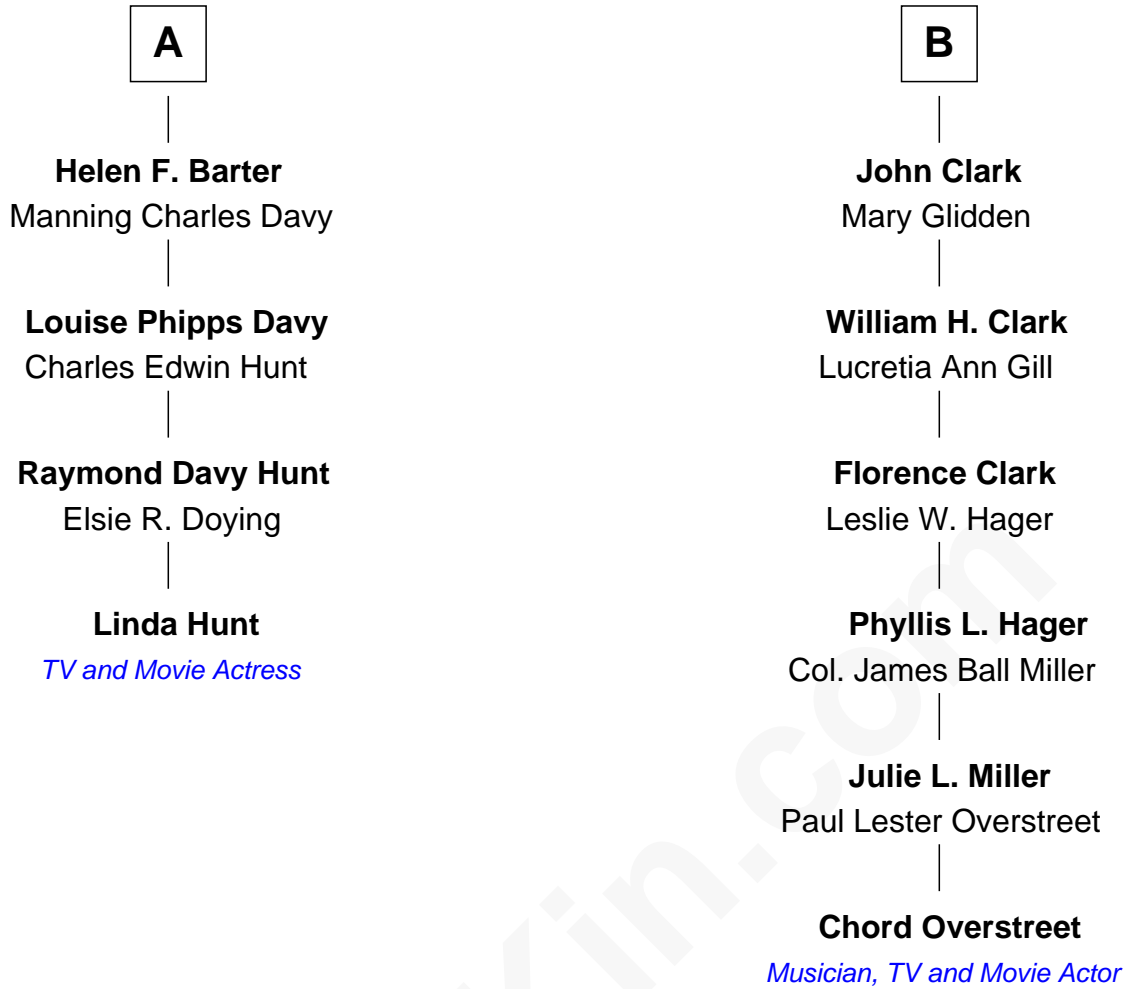 A
Helen F. Barter
Manning Charles Davy
Louise Phipps Davy
Charles Edwin Hunt
Raymond Davy Hunt
Elsie R. Doying
Linda Hunt
TV and Movie Actress
B
John Clark
Mary Glidden
William H. Clark
Lucretia Ann Gill
Florence Clark
Leslie W. Hager
Phyllis L. Hager
Col. James Ball Miller
Julie L. Miller
Paul Lester Overstreet
Chord Overstreet
Musician, TV and Movie Actor
Kin.com